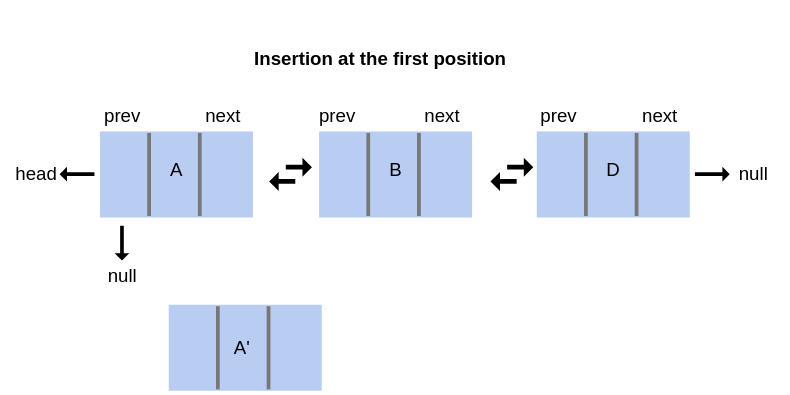 Insertion at the first position
prev next prev next prev next
head A B D null
null
A'